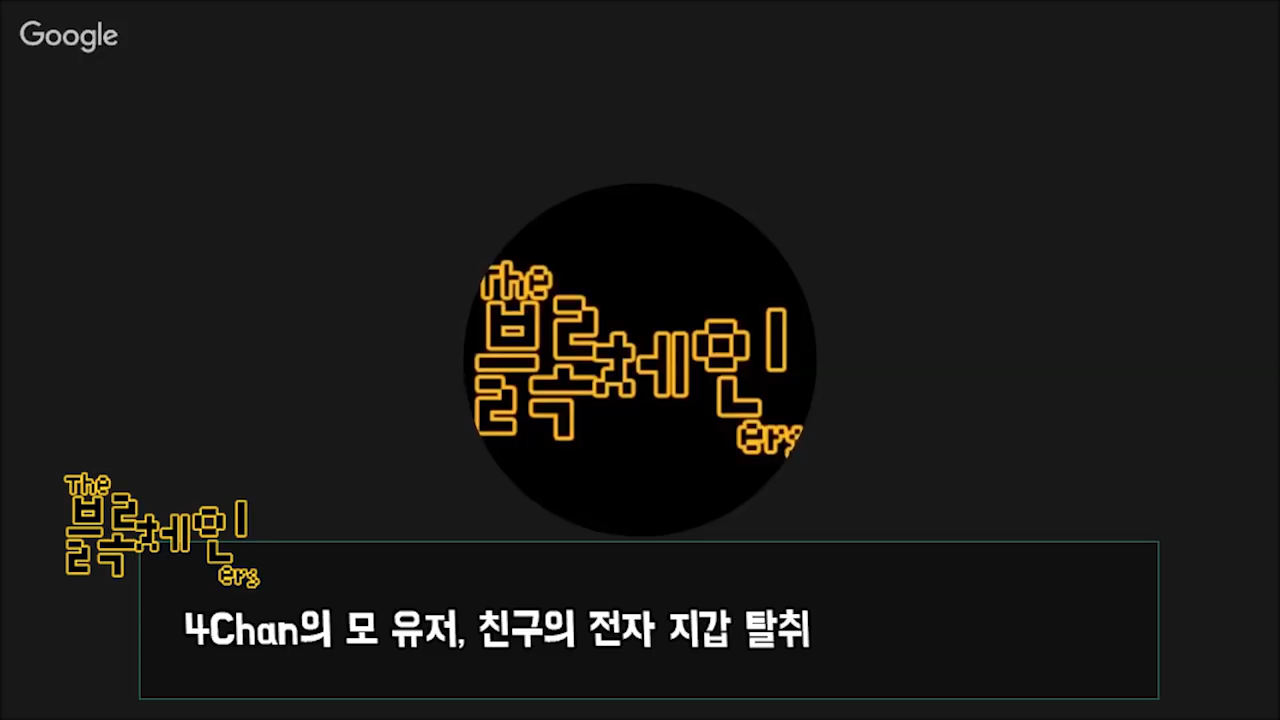 Google
The
블록체인
ers
The
블록체인
ers
4Chan의 모 유저, 친구의 전자 지갑 탈취